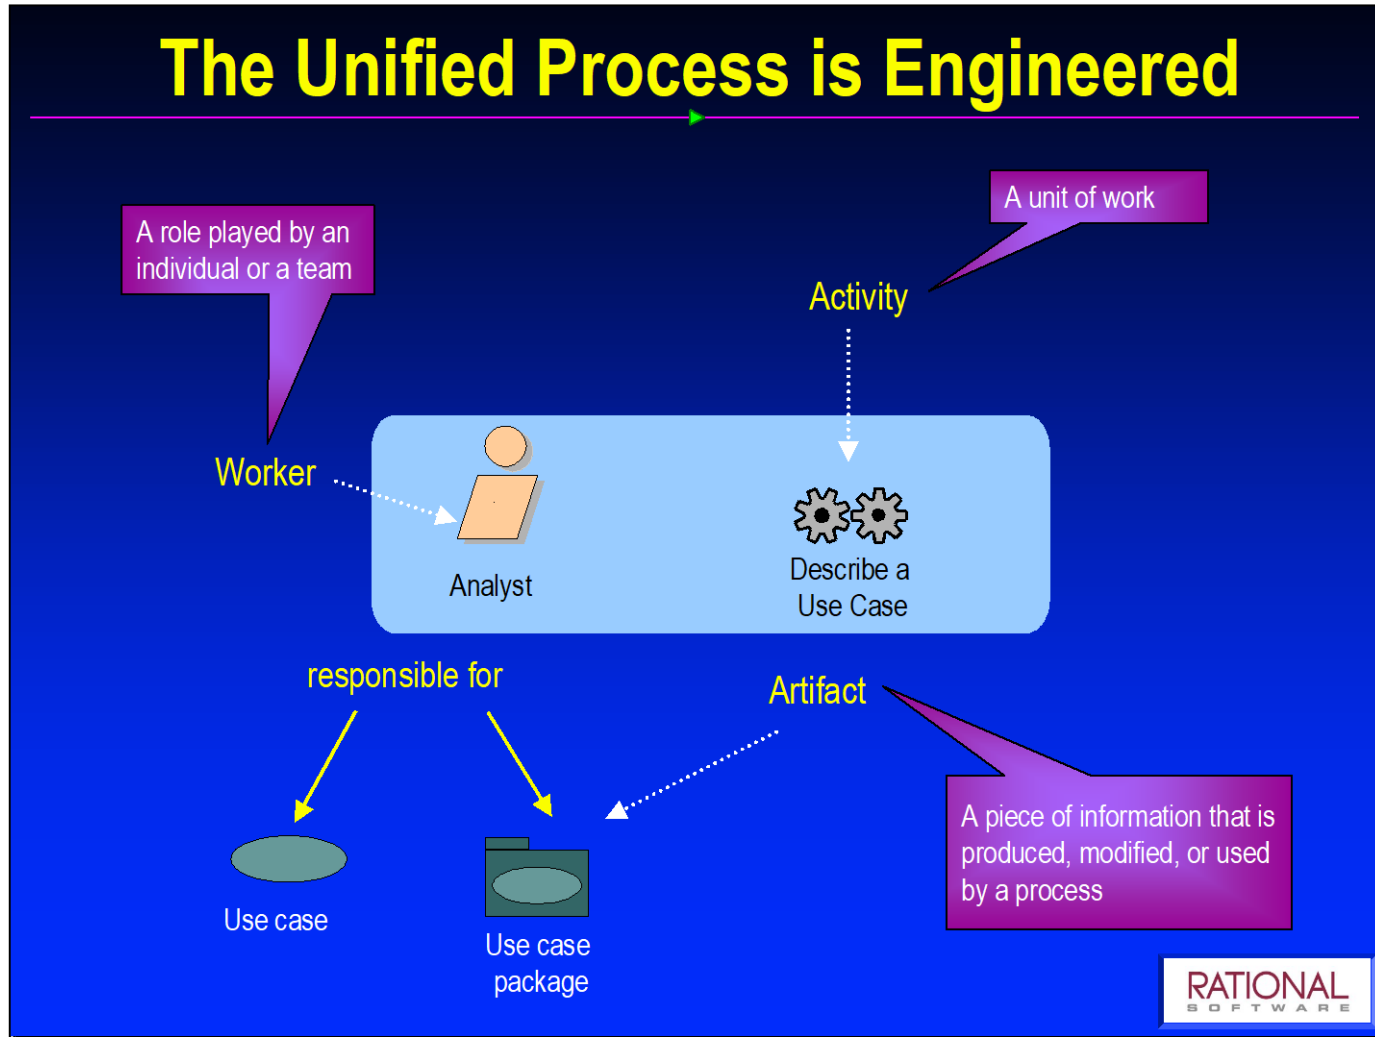 The Unified Process is Engineered
A unit of work
A role played by an
individual or a team
Activity
Worker
Analyst
Describe a
Use Case
responsible for
Artifact
A piece of information that is
produced, modified, or used
by a process
Use case
Use case
package
RATIONAL
SOFTWARE